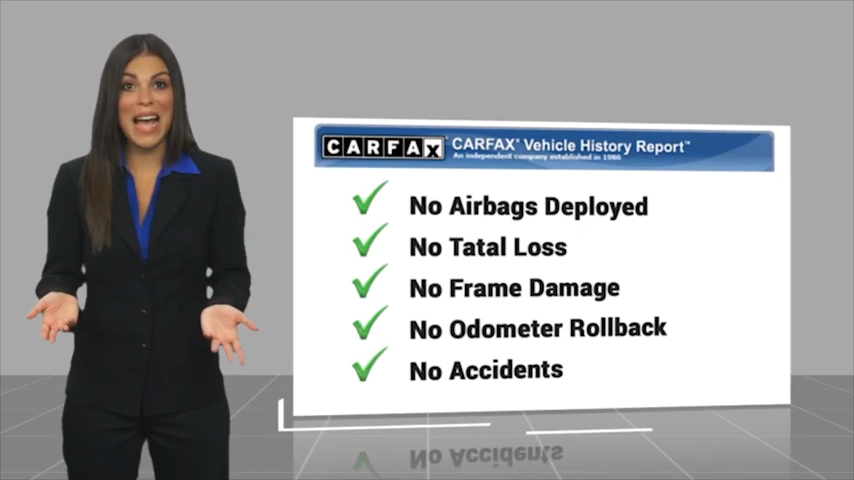 CARFAX CARFAX® Vehicle History Report™
An independent company established in 1986
No Airbags Deployed
No Tatal Loss
No Frame Damage
No Odometer Rollback
No Accidents
No Accidents